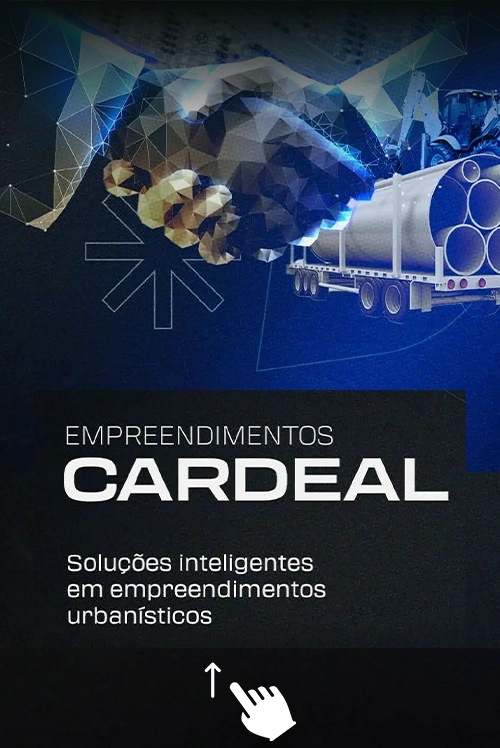 EMPREENDIMENTOS
CARDEAL
Soluções inteligentes
em empreendimentos
urbanísticos